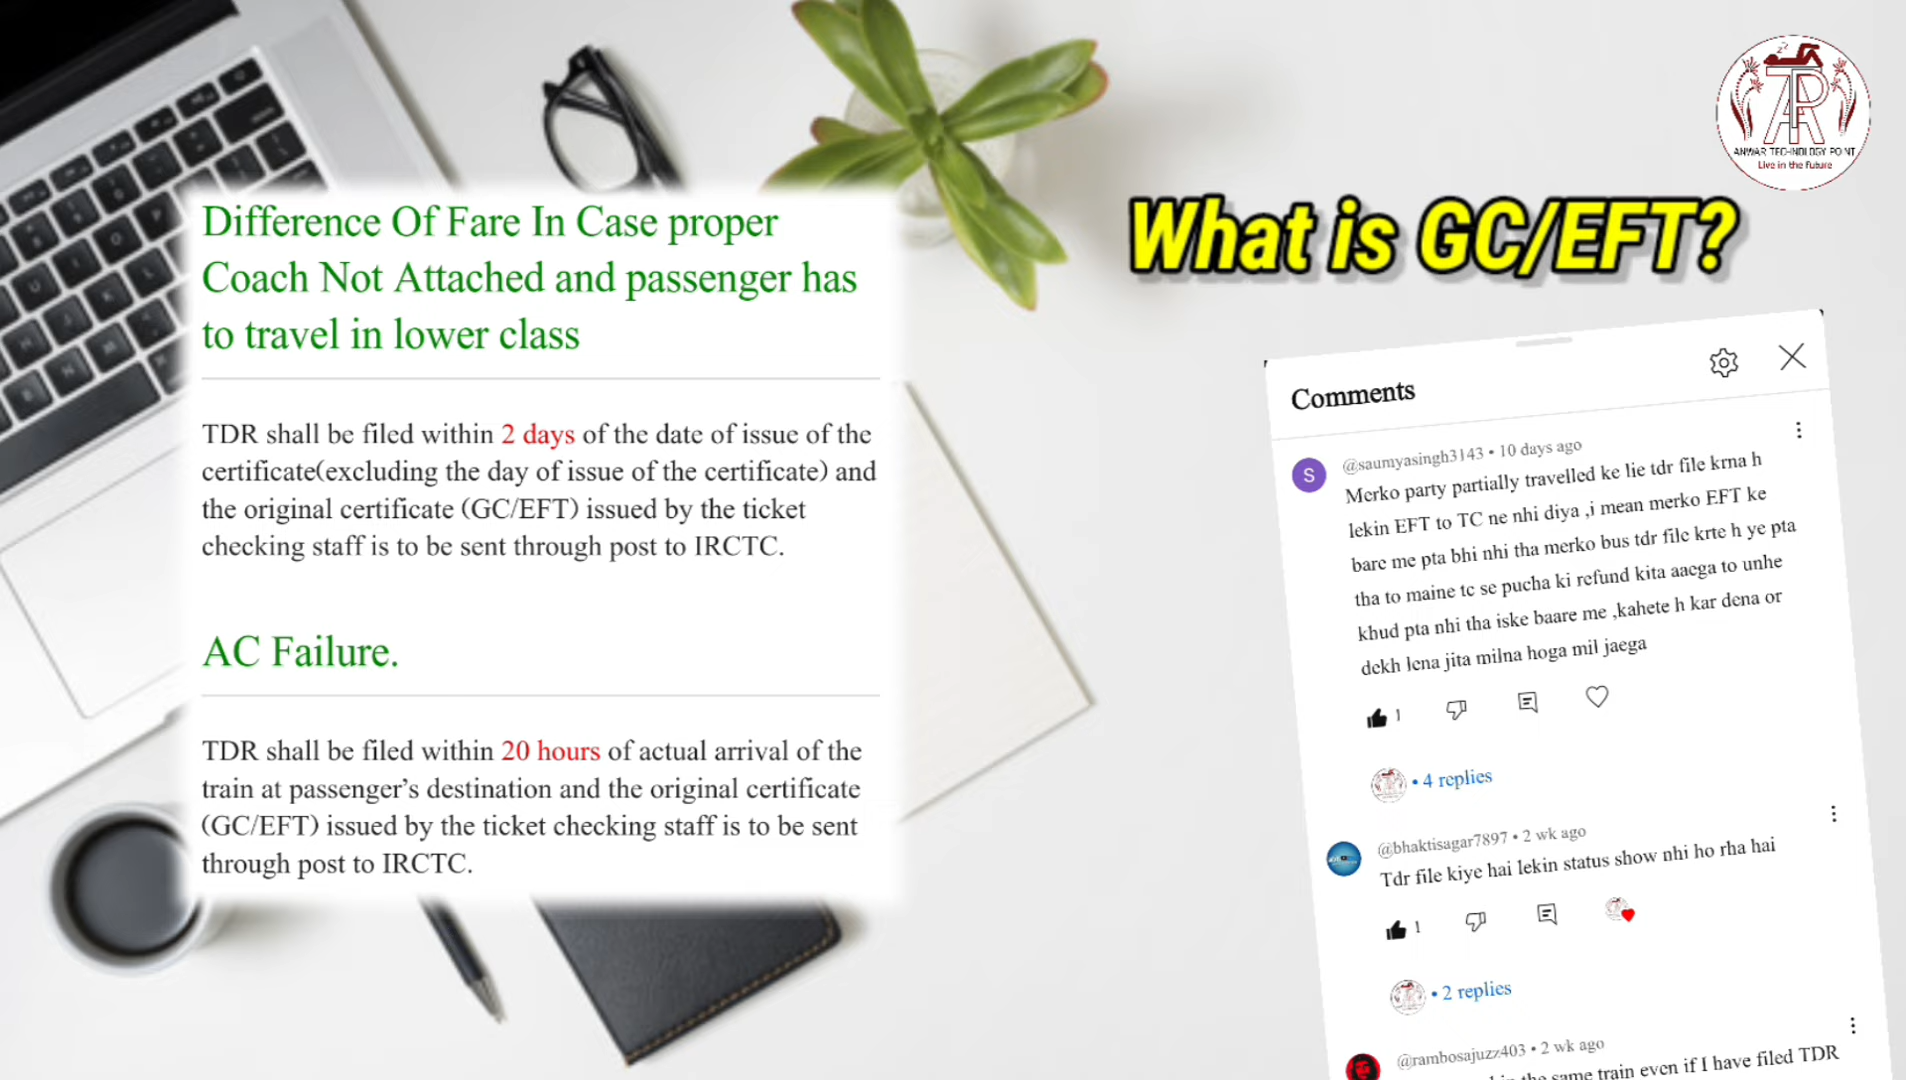 Difference Of Fare In Case proper
Coach Not Attached and passenger has
to travel in lower class
TDR shall be filed within 2 days of the date of issue of the
certificate(excluding the day of issue of the certificate) and
the original certificate (GC/EFT) issued by the ticket
checking staff is to be sent through post to IRCTC.
AC Failure.
TDR shall be filed within 20 hours of actual arrival of the
train at passenger’s destination and the original certificate
(GC/EFT) issued by the ticket checking staff is to be sent
through post to IRCTC.
ANWAR TECHNOLOGY POINT
Live in the Future
What is GC/EFT?
Comments
S
@saumyasingh3143 • 10 days ago
Merko party partially travelled ke lie tdr file krna h
lekin EFT to TC ne nhi diya ,i mean merko EFT ke
bare me pta bhi nhi tha merko bus tdr file krte h ye pta
tha to maine tc se pucha ki refund kita aaega to unhe
khud pta nhi tha iske baare me ,kahete h kar dena or
dekh lena jita milna hoga mil jaega
1
• 4 replies
@bhaktisagar7897 • 2 wk ago
Tdr file kiye hai lekin status show nhi ho rha hai
1
• 2 replies
@rambosajuzz403 • 2 wk ago
in the same train even if I have filed TDR